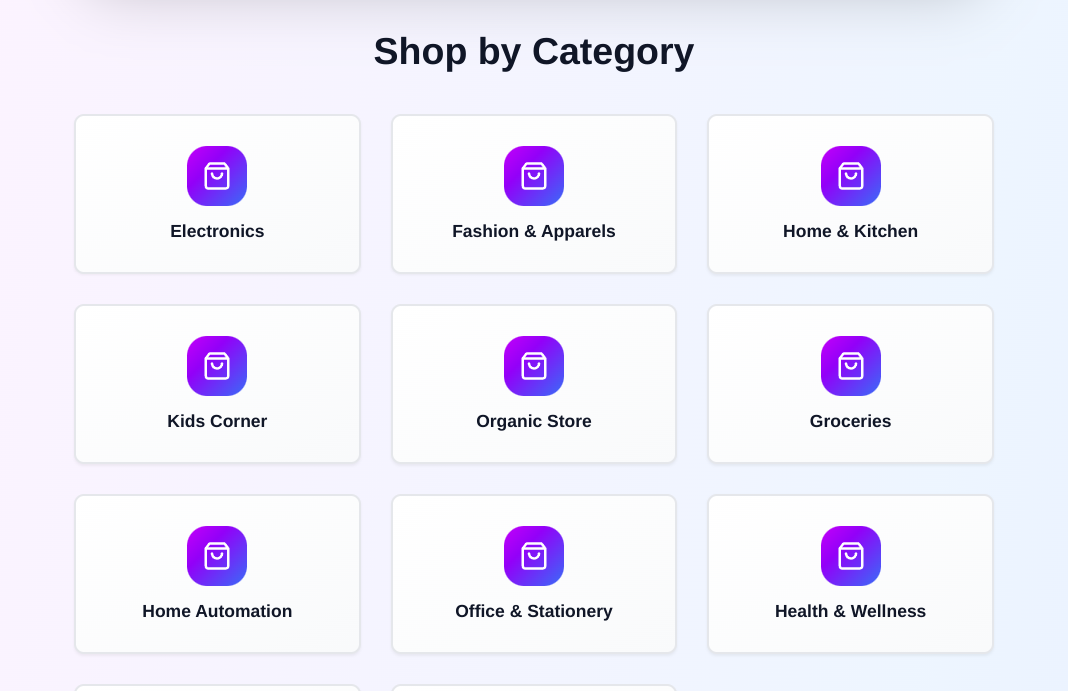 Shop by Category
Electronics
Fashion & Apparels
Home & Kitchen
Kids Corner
Organic Store
Groceries
Home Automation
Office & Stationery
Health & Wellness